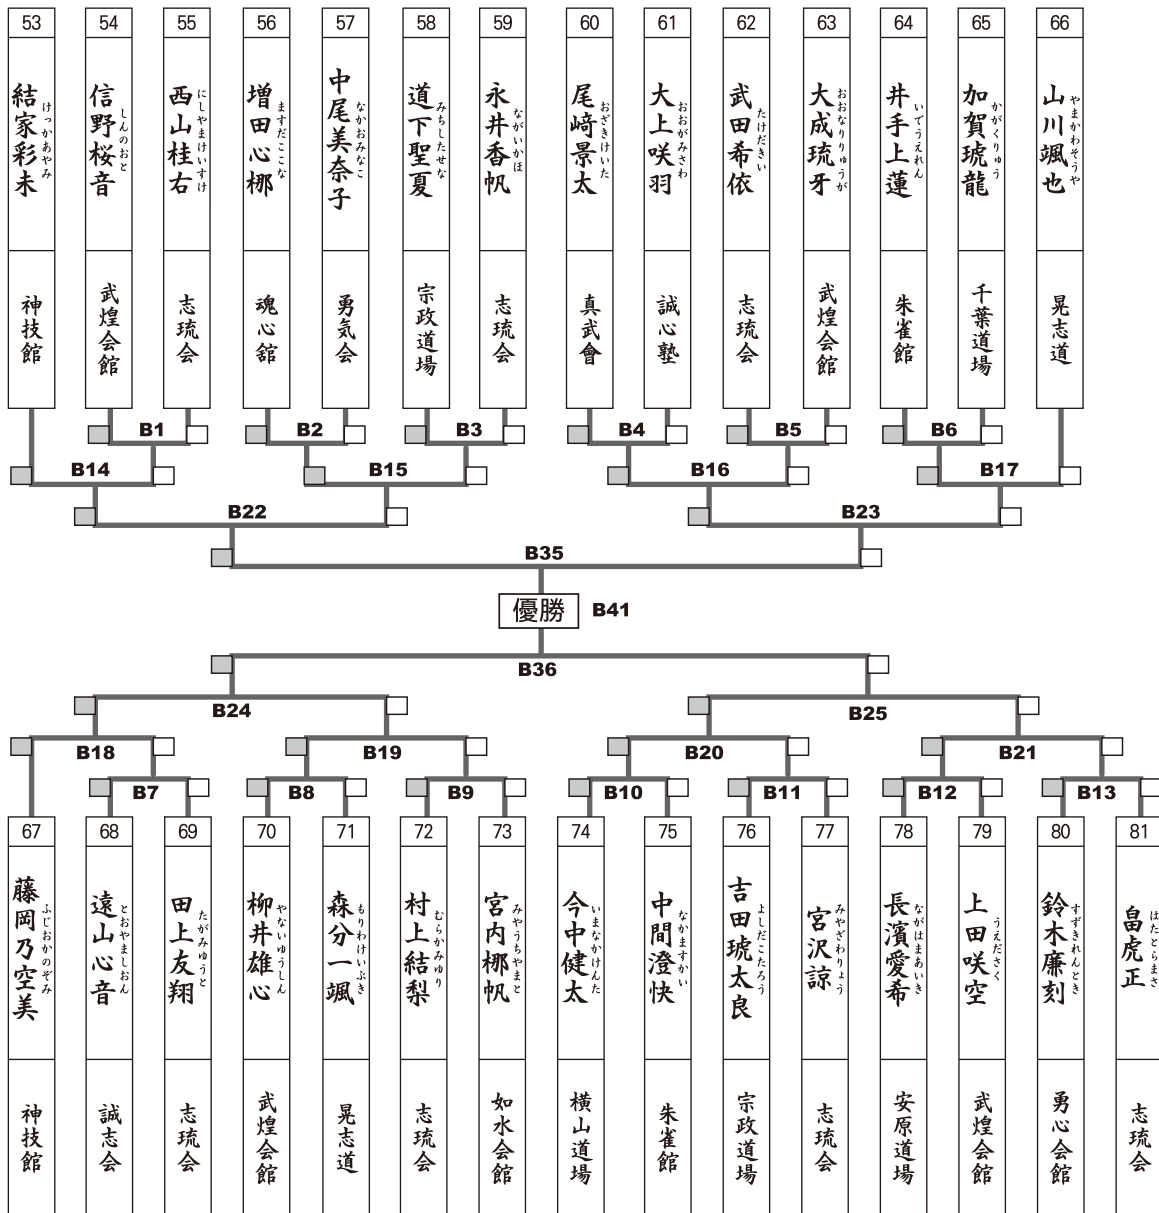 53 54 55 56 57 58 59 60 61 62 63 64 65 66
結家彩未 けっかあやみ
信野桜音 しんのおと
西山桂右 にしやまけいすけ
増田心梛 ますだここな
中尾美奈子 なかおみなこ
道下聖夏 みちしたせな
永井香帆 ながいかほ
尾﨑景太 おざきけいた
大上咲羽 おおがみさわ
武田希依 たけだきい
大成琉牙 おおなりりゅうが
井手上蓮 いでうえれん
加賀琥龍 かがくりゅう
山川颯也 やまかわそうや
神技館
武煌会館
志琉会
魂心舘
勇気会
宗政道場
志琉会
真武會
誠心塾
志琉会
武煌会館
朱雀館
千葉道場
晃志道
B1 B2 B3 B4 B5 B6
B14 B15 B16 B17
B22 B23
B35
優勝 B41
B36
B24 B25
B18 B19 B20 B21
B7 B8 B9 B10 B11 B12 B13
67 68 69 70 71 72 73 74 75 76 77 78 79 80 81
藤岡乃空美 ふじおかのぞみ
遠山心音 とおやましおん
田上友翔 たがみゆうと
柳井雄心 やないゆうしん
森分一颯 もりわけいぶき
村上結梨 むらかみゆり
宮内梛帆 みやうちやまと
今中健太 いまなかけんた
中間澄快 なかますかい
吉田琥太良 よしだこたろう
宮沢諒 みやざわりょう
長濱愛希 ながはまあいき
上田咲空 うえださく
鈴木廉刻 すずきれんとき
畠虎正 はたとらまさ
神技館
誠志会
志琉会
武煌会館
晃志道
志琉会
如水会館
横山道場
朱雀館
宗政道場
志琉会
安原道場
武煌会館
勇心会館
志琉会